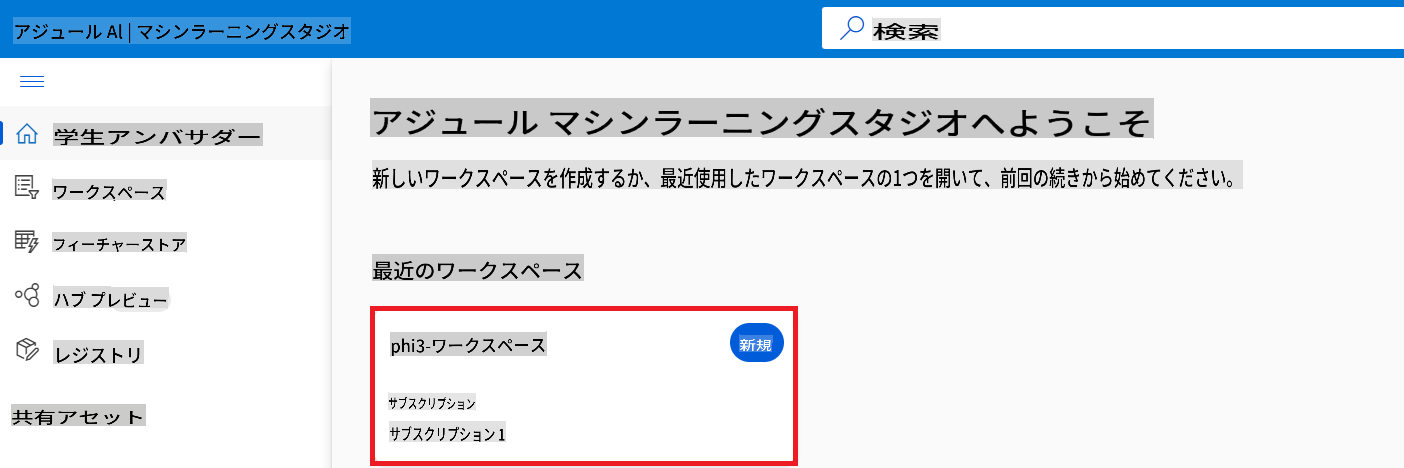 アジュール AI | マシンラーニングスタジオ
検索
学生アンバサダー
ワークスペース
フィーチャーストア
ハブ プレビュー
レジストリ
共有アセット
アジュール マシンラーニングスタジオへようこそ
新しいワークスペースを作成するか、最近使用したワークスペースの1つを開いて、前回の続きから始めてください。
最近のワークスペース
phi3-ワークスペース
新規
サブスクリプション
サブスクリプション 1